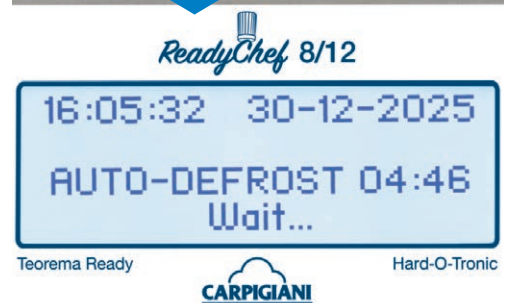 ReadyChef 8/12
16:05:32 30-12-2025
AUTO-DEFROST 04:46
Wait...
Teorema Ready Hard-O-Tronic
CARPIGIANI